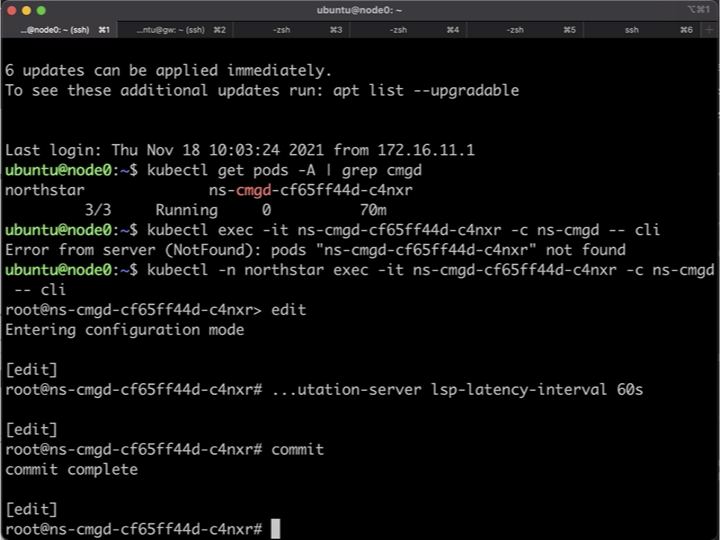 ubuntu@node0: ~
⌥⌘1
...@node0: ~ (ssh) ⌘1
...ntu@gw: ~ (ssh) ⌘2
-zsh ⌘3
-zsh ⌘4
-zsh ⌘5
ssh ⌘6
+
6 updates can be applied immediately.
To see these additional updates run: apt list --upgradable
Last login: Thu Nov 18 10:03:24 2021 from 172.16.11.1
ubuntu@node0:~$ kubectl get pods -A | grep cmgd
northstar ns-cmgd-cf65ff44d-c4nxr
3/3 Running 0 70m
ubuntu@node0:~$ kubectl exec -it ns-cmgd-cf65ff44d-c4nxr -c ns-cmgd -- cli
Error from server (NotFound): pods "ns-cmgd-cf65ff44d-c4nxr" not found
ubuntu@node0:~$ kubectl -n northstar exec -it ns-cmgd-cf65ff44d-c4nxr -c ns-cmgd
-- cli
root@ns-cmgd-cf65ff44d-c4nxr> edit
Entering configuration mode
[edit]
root@ns-cmgd-cf65ff44d-c4nxr# ...utation-server lsp-latency-interval 60s
[edit]
root@ns-cmgd-cf65ff44d-c4nxr# commit
commit complete
[edit]
root@ns-cmgd-cf65ff44d-c4nxr#